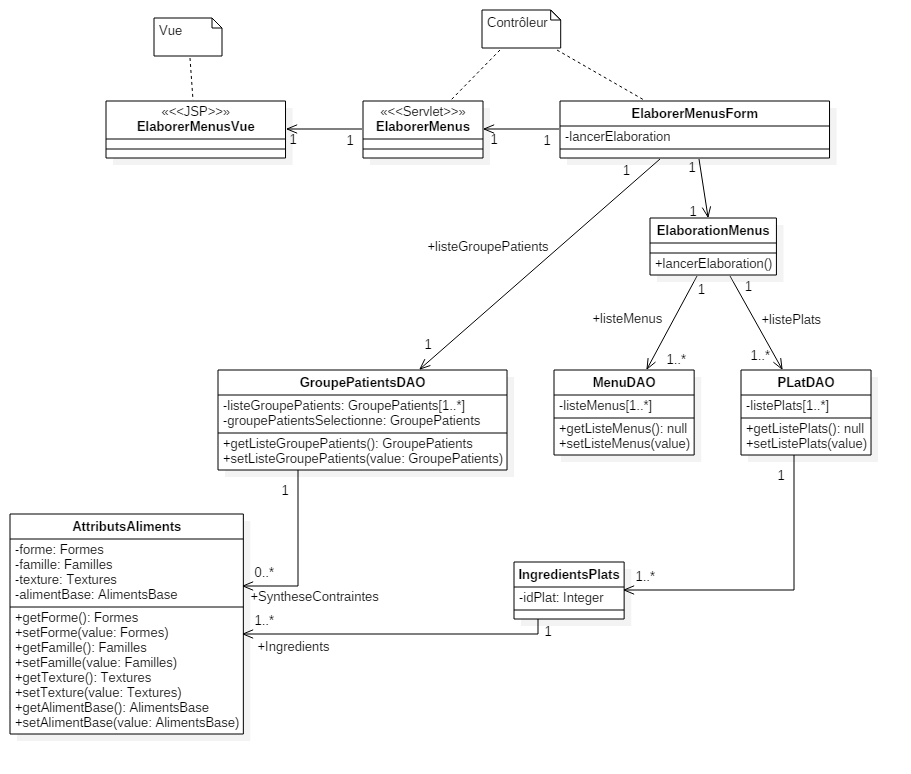 Vue
Contrôleur
««<JSP>»»
ElaborerMenusVue
««<Servlet>»»
ElaborerMenus
ElaborerMenusForm
-lancerElaboration
1
1
1
1
1
1
+listeGroupePatients
1
1
ElaborationMenus
+lancerElaboration()
1
1
+listeMenus
+listePlats
1..*
1..*
GroupePatientsDAO
-listeGroupePatients: GroupePatients[1..*]
-groupePatientsSelectionne: GroupePatients
+getListeGroupePatients(): GroupePatients
+setListeGroupePatients(value: GroupePatients)
MenuDAO
-listeMenus[1..*]
+getListeMenus(): null
+setListeMenus(value)
PLatDAO
-listePlats[1..*]
+getListePlats(): null
+setListePlats(value)
1
1
AttributsAliments
-forme: Formes
-famille: Familles
-texture: Textures
-alimentBase: AlimentsBase
+getForme(): Formes
+setForme(value: Formes)
+getFamille(): Familles
+setFamille(value: Familles)
+getTexture(): Textures
+setTexture(value: Textures)
+getAlimentBase(): AlimentsBase
+setAlimentBase(value: AlimentsBase)
0..*
+SyntheseContraintes
1..*
+Ingredients
IngredientsPlats
-idPlat: Integer
1..*
1